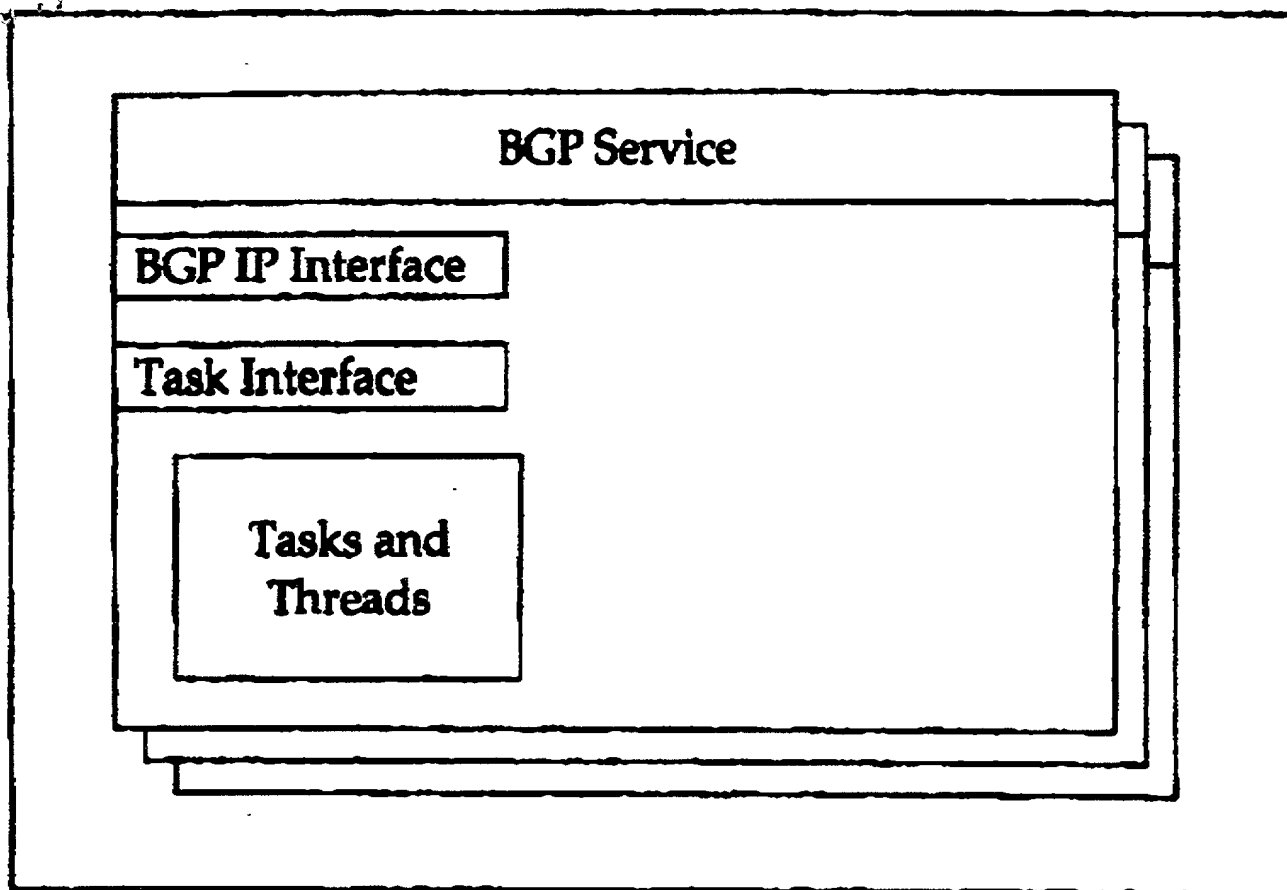 BGP Service
BGP IP Interface
Task Interface
Tasks and
Threads